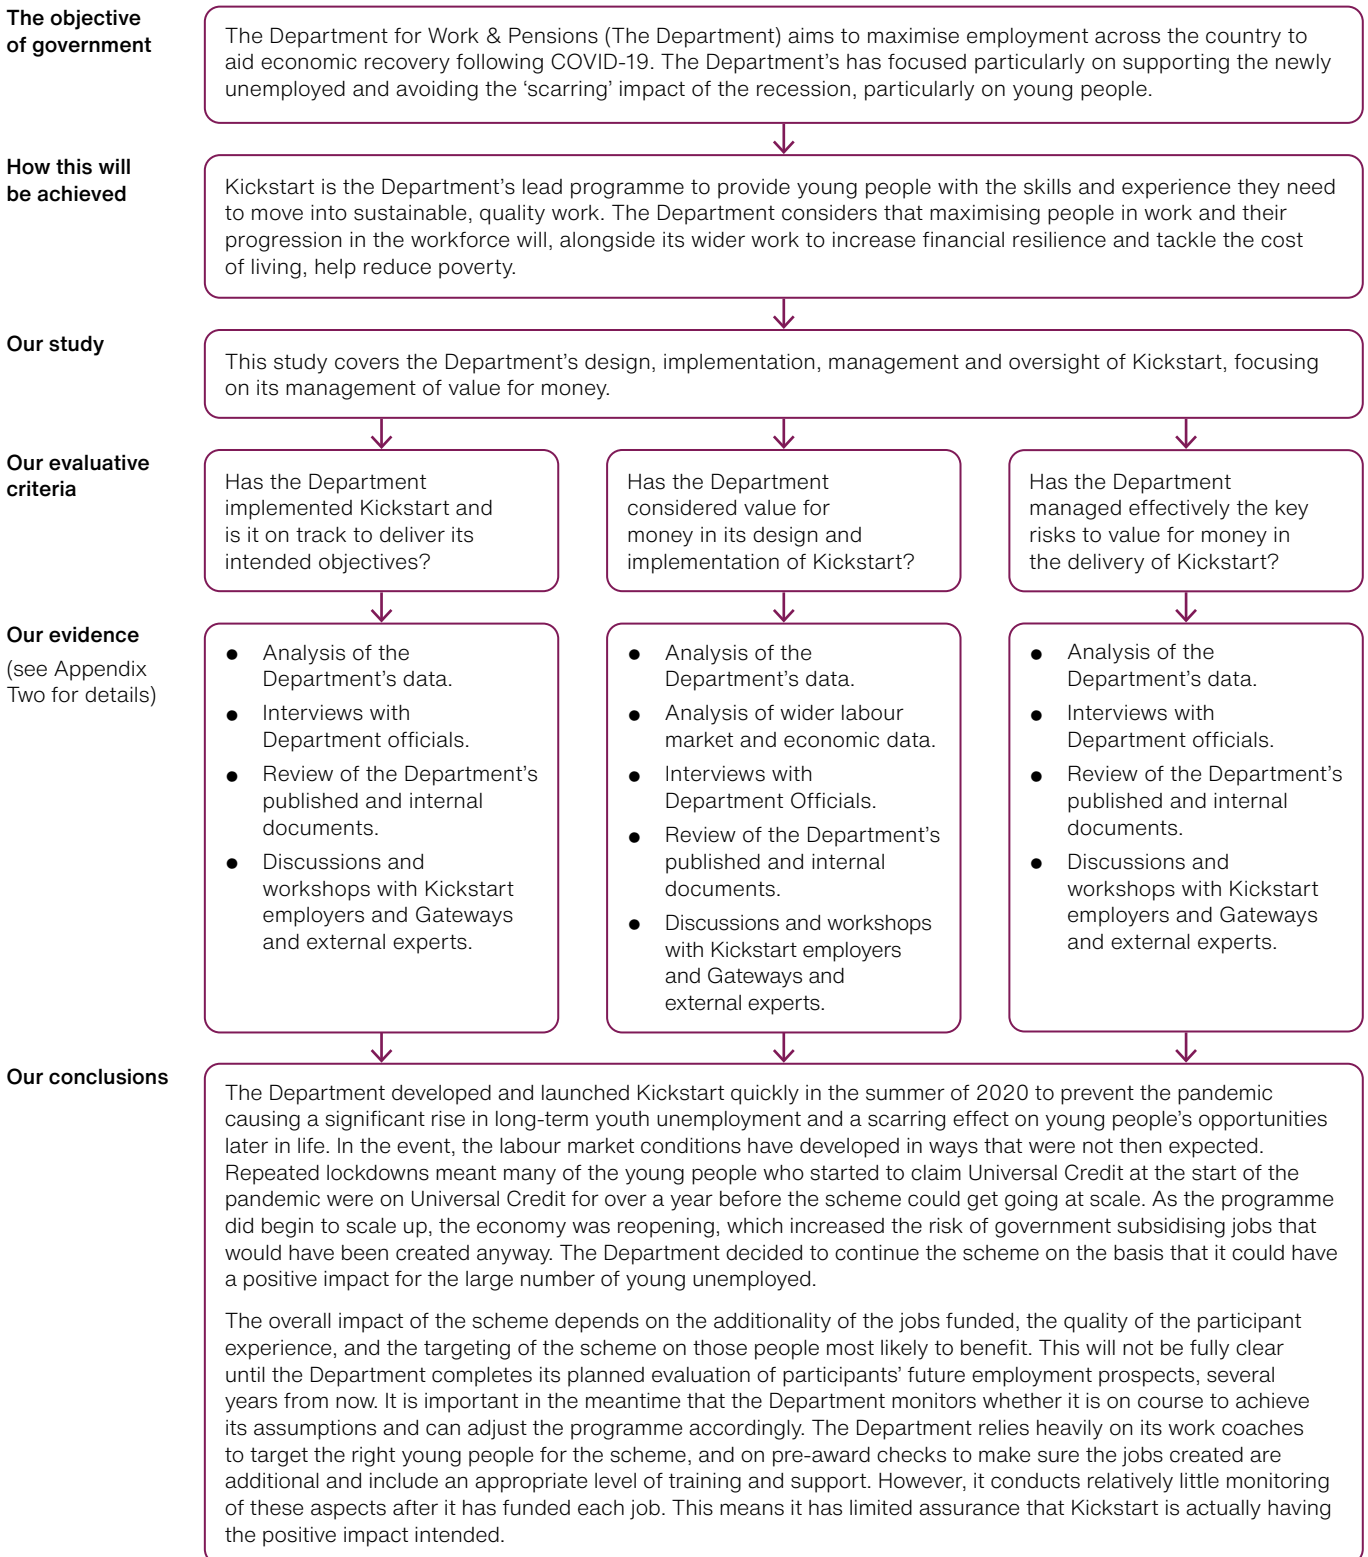 The objective
of government
The Department for Work & Pensions (The Department) aims to maximise employment across the country to
aid economic recovery following COVID-19. The Department’s has focused particularly on supporting the newly
unemployed and avoiding the ‘scarring’ impact of the recession, particularly on young people.
How this will
be achieved
Kickstart is the Department’s lead programme to provide young people with the skills and experience they need
to move into sustainable, quality work. The Department considers that maximising people in work and their
progression in the workforce will, alongside its wider work to increase financial resilience and tackle the cost
of living, help reduce poverty.
Our study
This study covers the Department’s design, implementation, management and oversight of Kickstart, focusing
on its management of value for money.
Our evaluative
criteria
Has the Department
implemented Kickstart and
is it on track to deliver its
intended objectives?
Has the Department
considered value for
money in its design and
implementation of Kickstart?
Has the Department
managed effectively the key
risks to value for money in
the delivery of Kickstart?
Our evidence
(see Appendix
Two for details)
● Analysis of the
Department’s data.
● Interviews with
Department officials.
● Review of the Department’s
published and internal
documents.
● Discussions and
workshops with Kickstart
employers and Gateways
and external experts.
● Analysis of the
Department’s data.
● Analysis of wider labour
market and economic data.
● Interviews with
Department Officials.
● Review of the Department’s
published and internal
documents.
● Discussions and workshops
with Kickstart employers
and Gateways and
external experts.
● Analysis of the
Department’s data.
● Interviews with
Department officials.
● Review of the Department’s
published and internal
documents.
● Discussions and
workshops with Kickstart
employers and Gateways
and external experts.
Our conclusions
The Department developed and launched Kickstart quickly in the summer of 2020 to prevent the pandemic
causing a significant rise in long-term youth unemployment and a scarring effect on young people’s opportunities
later in life. In the event, the labour market conditions have developed in ways that were not then expected.
Repeated lockdowns meant many of the young people who started to claim Universal Credit at the start of the
pandemic were on Universal Credit for over a year before the scheme could get going at scale. As the programme
did begin to scale up, the economy was reopening, which increased the risk of government subsidising jobs that
would have been created anyway. The Department decided to continue the scheme on the basis that it could have
a positive impact for the large number of young unemployed.
The overall impact of the scheme depends on the additionality of the jobs funded, the quality of the participant
experience, and the targeting of the scheme on those people most likely to benefit. This will not be fully clear
until the Department completes its planned evaluation of participants’ future employment prospects, several
years from now. It is important in the meantime that the Department monitors whether it is on course to achieve
its assumptions and can adjust the programme accordingly. The Department relies heavily on its work coaches
to target the right young people for the scheme, and on pre-award checks to make sure the jobs created are
additional and include an appropriate level of training and support. However, it conducts relatively little monitoring
of these aspects after it has funded each job. This means it has limited assurance that Kickstart is actually having
the positive impact intended.